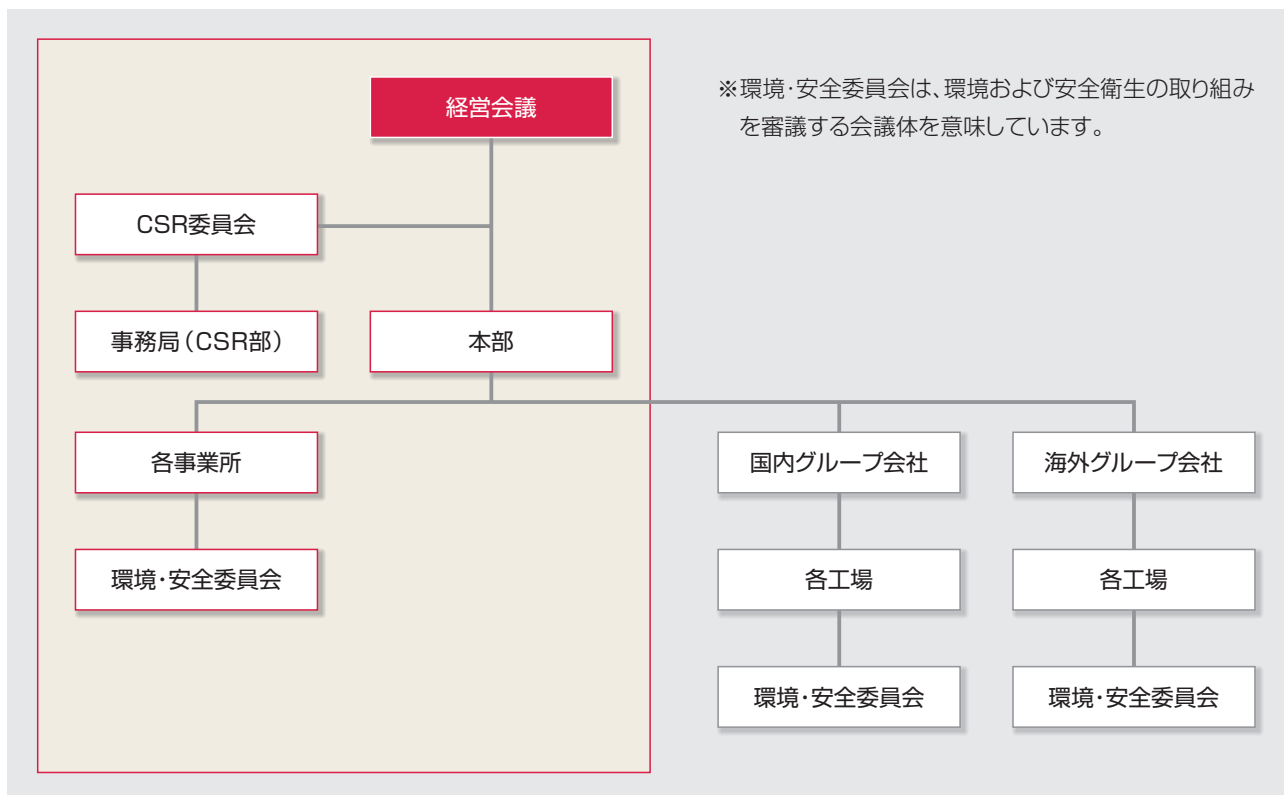 経営会議
※環境・安全委員会は、環境および安全衛生の取り組み
を審議する会議体を意味しています。
CSR委員会
事務局（CSR部）
本部
各事業所
国内グループ会社
海外グループ会社
環境・安全委員会
各工場
各工場
環境・安全委員会
環境・安全委員会